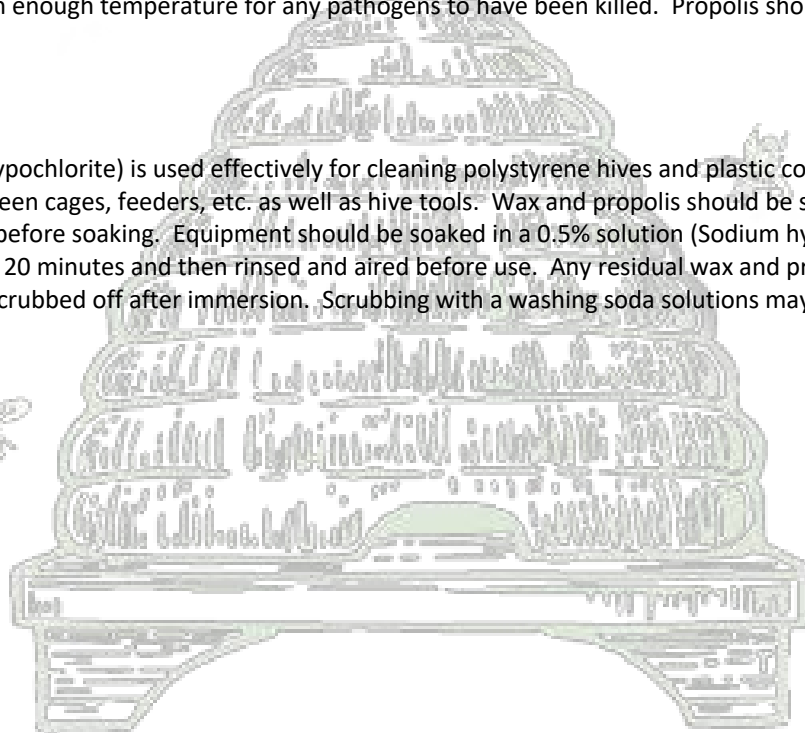 enough temperature for any pathogens to have been killed. Propolis sho
ypochlorite) is used effectively for cleaning polystyrene hives and plastic co
een cages, feeders, etc. as well as hive tools. Wax and propolis should be s
before soaking. Equipment should be soaked in a 0.5% solution (Sodium hy
20 minutes and then rinsed and aired before use. Any residual wax and pr
crubbed off after immersion. Scrubbing with a washing soda solutions may